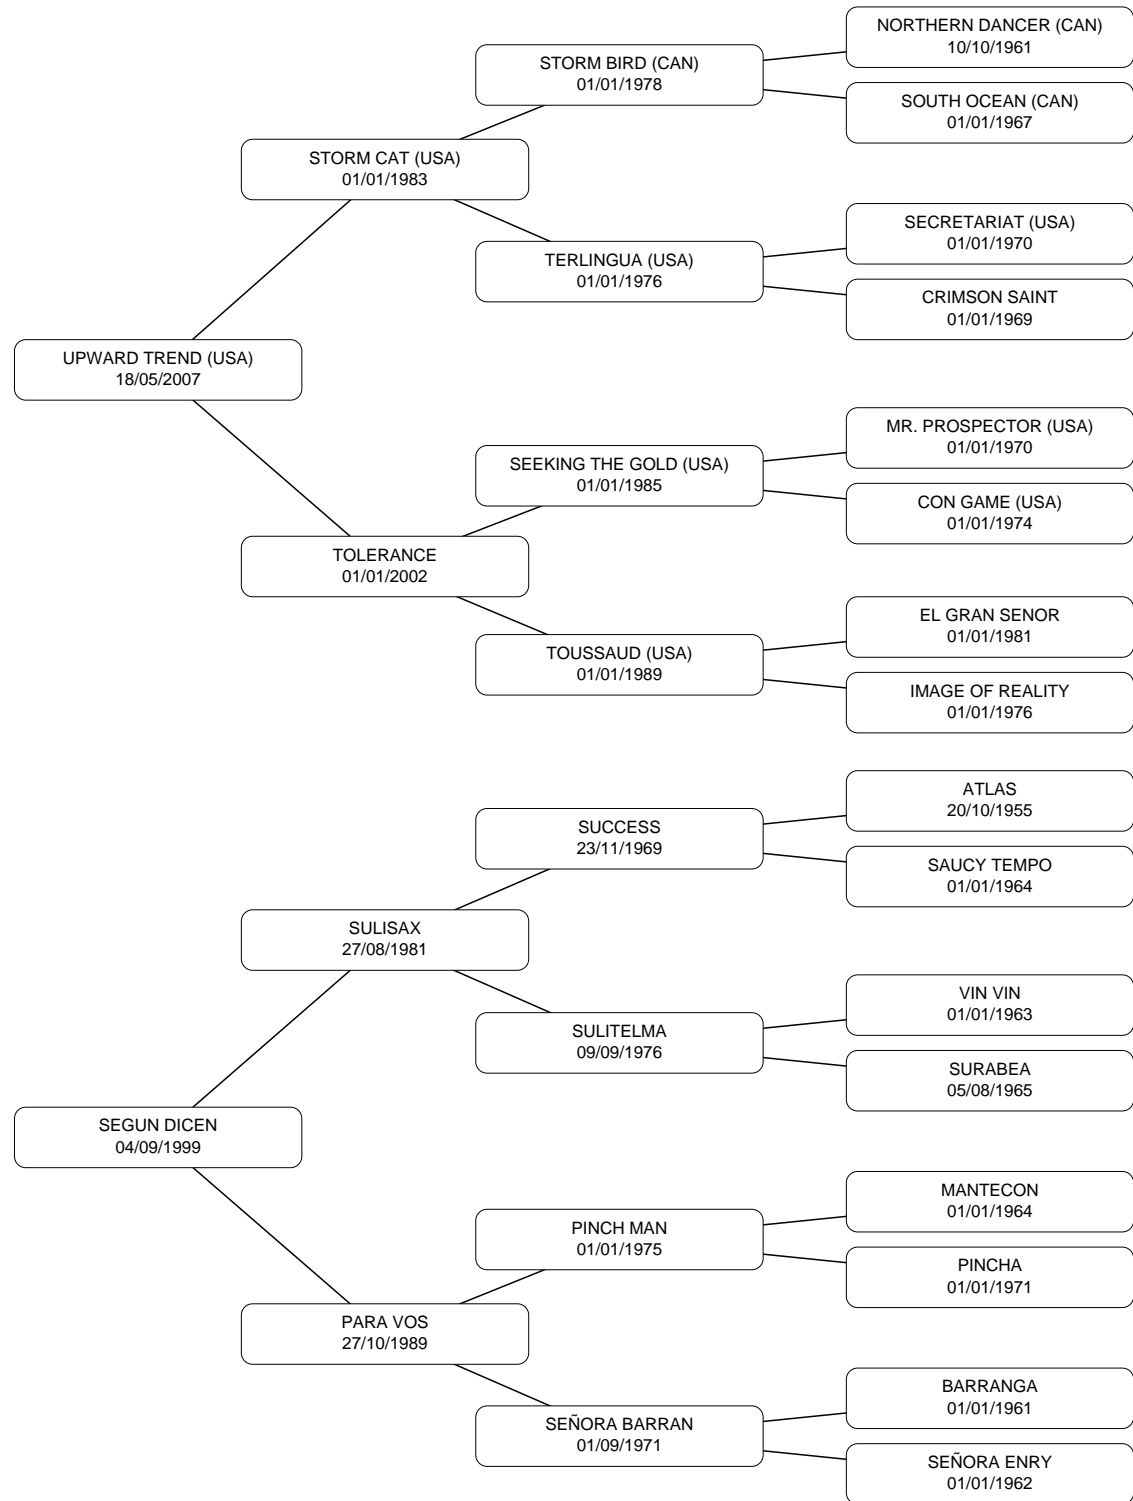 NORTHERN DANCER (CAN)
10/10/1961
STORM BIRD (CAN)
01/01/1978
SOUTH OCEAN (CAN)
01/01/1967
STORM CAT (USA)
01/01/1983
SECRETARIAT (USA)
01/01/1970
TERLINGUA (USA)
01/01/1976
CRIMSON SAINT
01/01/1969
UPWARD TREND (USA)
18/05/2007
MR. PROSPECTOR (USA)
01/01/1970
SEEKING THE GOLD (USA)
01/01/1985
CON GAME (USA)
01/01/1974
TOLERANCE
01/01/2002
EL GRAN SENOR
01/01/1981
TOUSSAUD (USA)
01/01/1989
IMAGE OF REALITY
01/01/1976
ATLAS
20/10/1955
SUCCESS
23/11/1969
SAUCY TEMPO
01/01/1964
SULISAX
27/08/1981
VIN VIN
01/01/1963
SULITELMA
09/09/1976
SURABEA
05/08/1965
SEGUN DICEN
04/09/1999
MANTECON
01/01/1964
PINCH MAN
01/01/1975
PINCHA
01/01/1971
PARA VOS
27/10/1989
BARRANGA
01/01/1961
SEÑORA BARRAN
01/09/1971
SEÑORA ENRY
01/01/1962